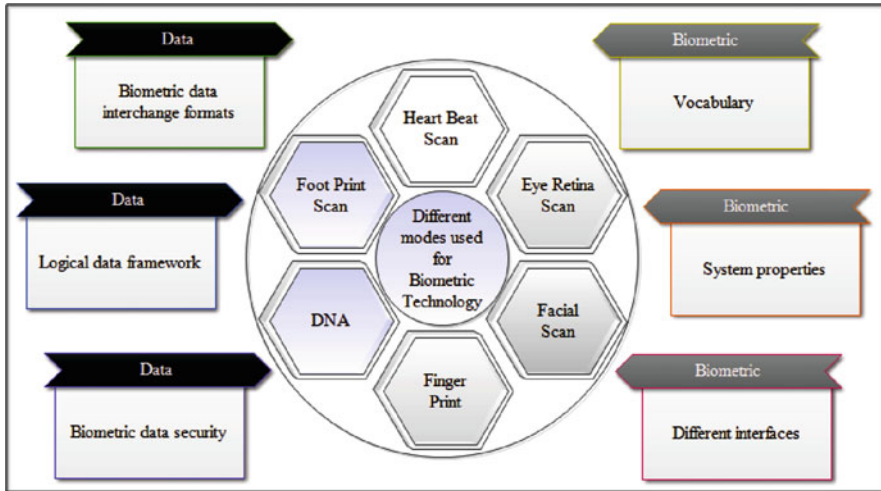 Data
Biometric data
interchange formats
Data
Logical data framework
Data
Biometric data security
Heart Beat
Scan
Foot Print
Scan
Eye Retina
Scan
Different
modes used
for
Biometric
Technology
DNA
Facial
Scan
Finger
Print
Biometric
Vocabulary
Biometric
System properties
Biometric
Different interfaces